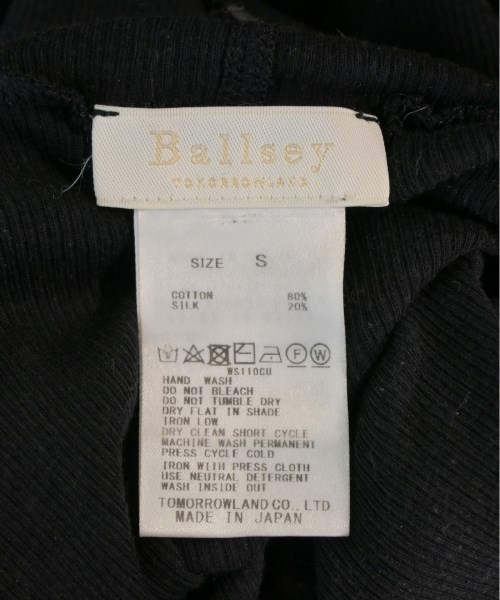 Ballsey
TOMORROWLAND
SIZE S
COTTON 80%
SILK 20%
WS110CU
HAND WASH
DO NOT BLEACH
DO NOT TUMBLE DRY
DRY FLAT IN SHADE
IRON LOW
DRY CLEAN SHORT CYCLE
MACHINE WASH PERMANENT
PRESS CYCLE COLD
IRON WITH PRESS CLOTH
USE NEUTRAL DETERGENT
WASH INSIDE OUT
TOMORROWLAND CO., LTD.
MADE IN JAPAN